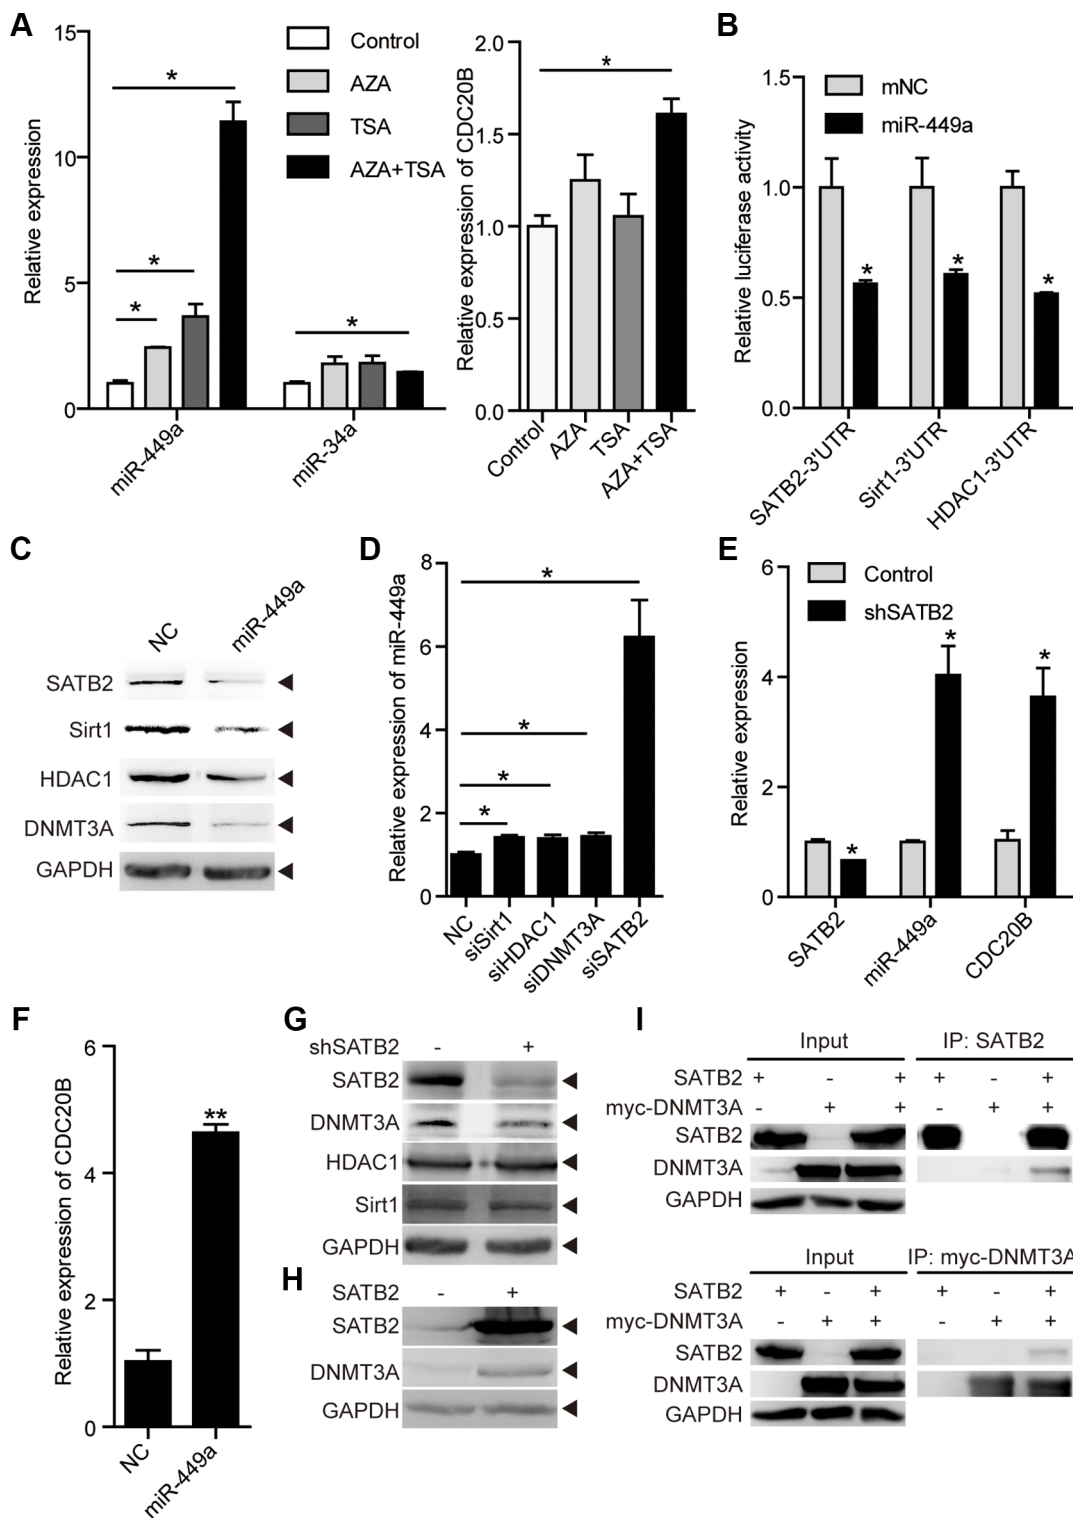 A
Relative expression
15
10
5
0
*
*
*
*
Control
AZA
TSA
AZA+TSA
miR-449a
miR-34a
Relative expression of CDC20B
2.0
1.5
1.0
0.5
0.0
*
Control
AZA
TSA
AZA+TSA
B
Relative luciferase activity
1.5
1.0
0.5
0.0
mNC
miR-449a
*
*
*
SATB2-3'UTR
Sirt1-3'UTR
HDAC1-3'UTR
C
NC
miR-449a
SATB2
Sirt1
HDAC1
DNMT3A
GAPDH
D
Relative expression of miR-449a
8
6
4
2
0
*
*
*
*
NC
siSirt1
siHDAC1
siDNMT3A
siSATB2
E
Relative expression
6
4
2
0
Control
shSATB2
*
*
*
SATB2
miR-449a
CDC20B
F
Relative expression of CDC20B
6
4
2
0
**
NC
miR-449a
G
shSATB2 - +
SATB2
DNMT3A
HDAC1
Sirt1
GAPDH
H
SATB2 - +
SATB2
DNMT3A
GAPDH
I
Input IP: SATB2
SATB2 + - + + - +
myc-DNMT3A - + + - + +
SATB2
DNMT3A
GAPDH
Input IP: myc-DNMT3A
SATB2 + - + + - +
myc-DNMT3A - + + - + +
SATB2
DNMT3A
GAPDH